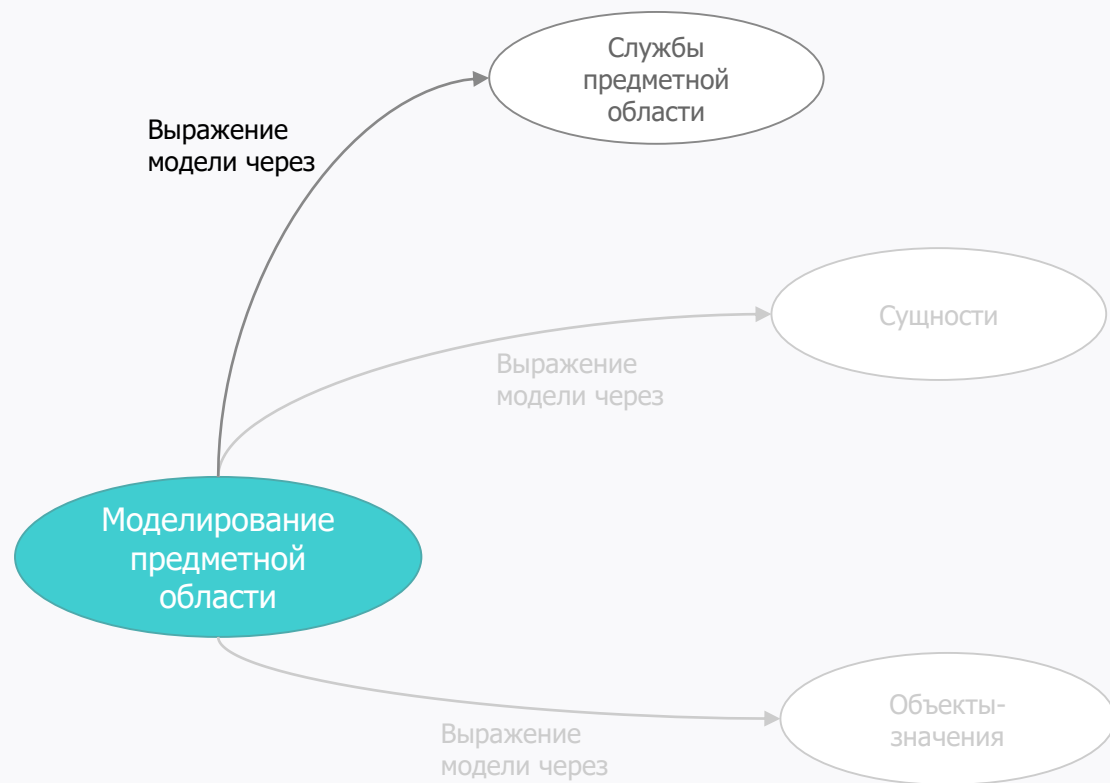 Службы
предметной
области
Выражение
модели через
Сущности
Выражение
модели через
Моделирование
предметной
области
Объекты-
значения
Выражение
модели через